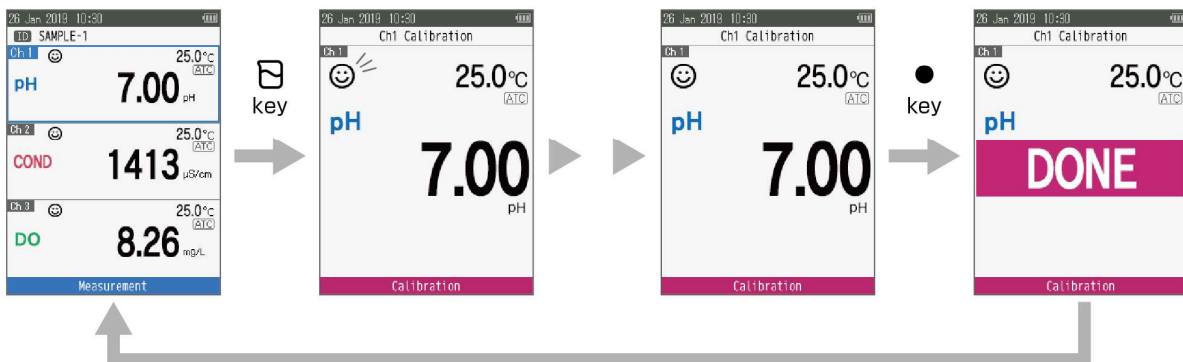 26 Jan 2019 10:30
ID SAMPLE-1
Ch 1
25.0°C
ATC
pH
7.00 pH
Ch 2
25.0°C
ATC
COND
1413 µS/cm
Ch 3
25.0°C
ATC
DO
8.26 mg/L
Measurement
key
26 Jan 2019 10:30
Ch1 Calibration
Ch 1
25.0°C
ATC
pH
7.00
pH
Calibration
26 Jan 2019 10:30
Ch1 Calibration
Ch 1
25.0°C
ATC
pH
7.00
pH
Calibration
key
26 Jan 2019 10:30
Ch1 Calibration
Ch 1
25.0°C
ATC
pH
DONE
Calibration